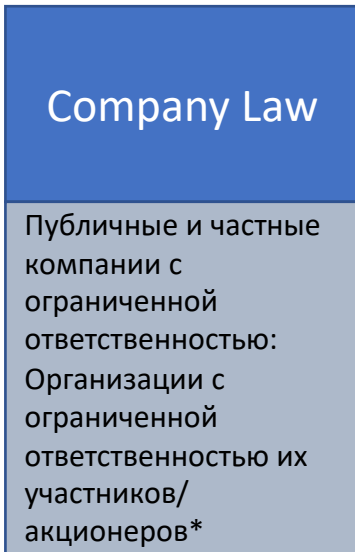 Company Law
Публичные и частные
компании с
ограниченной
ответственностью:
Организации с
ограниченной
ответственностью их
участников/
акционеров*